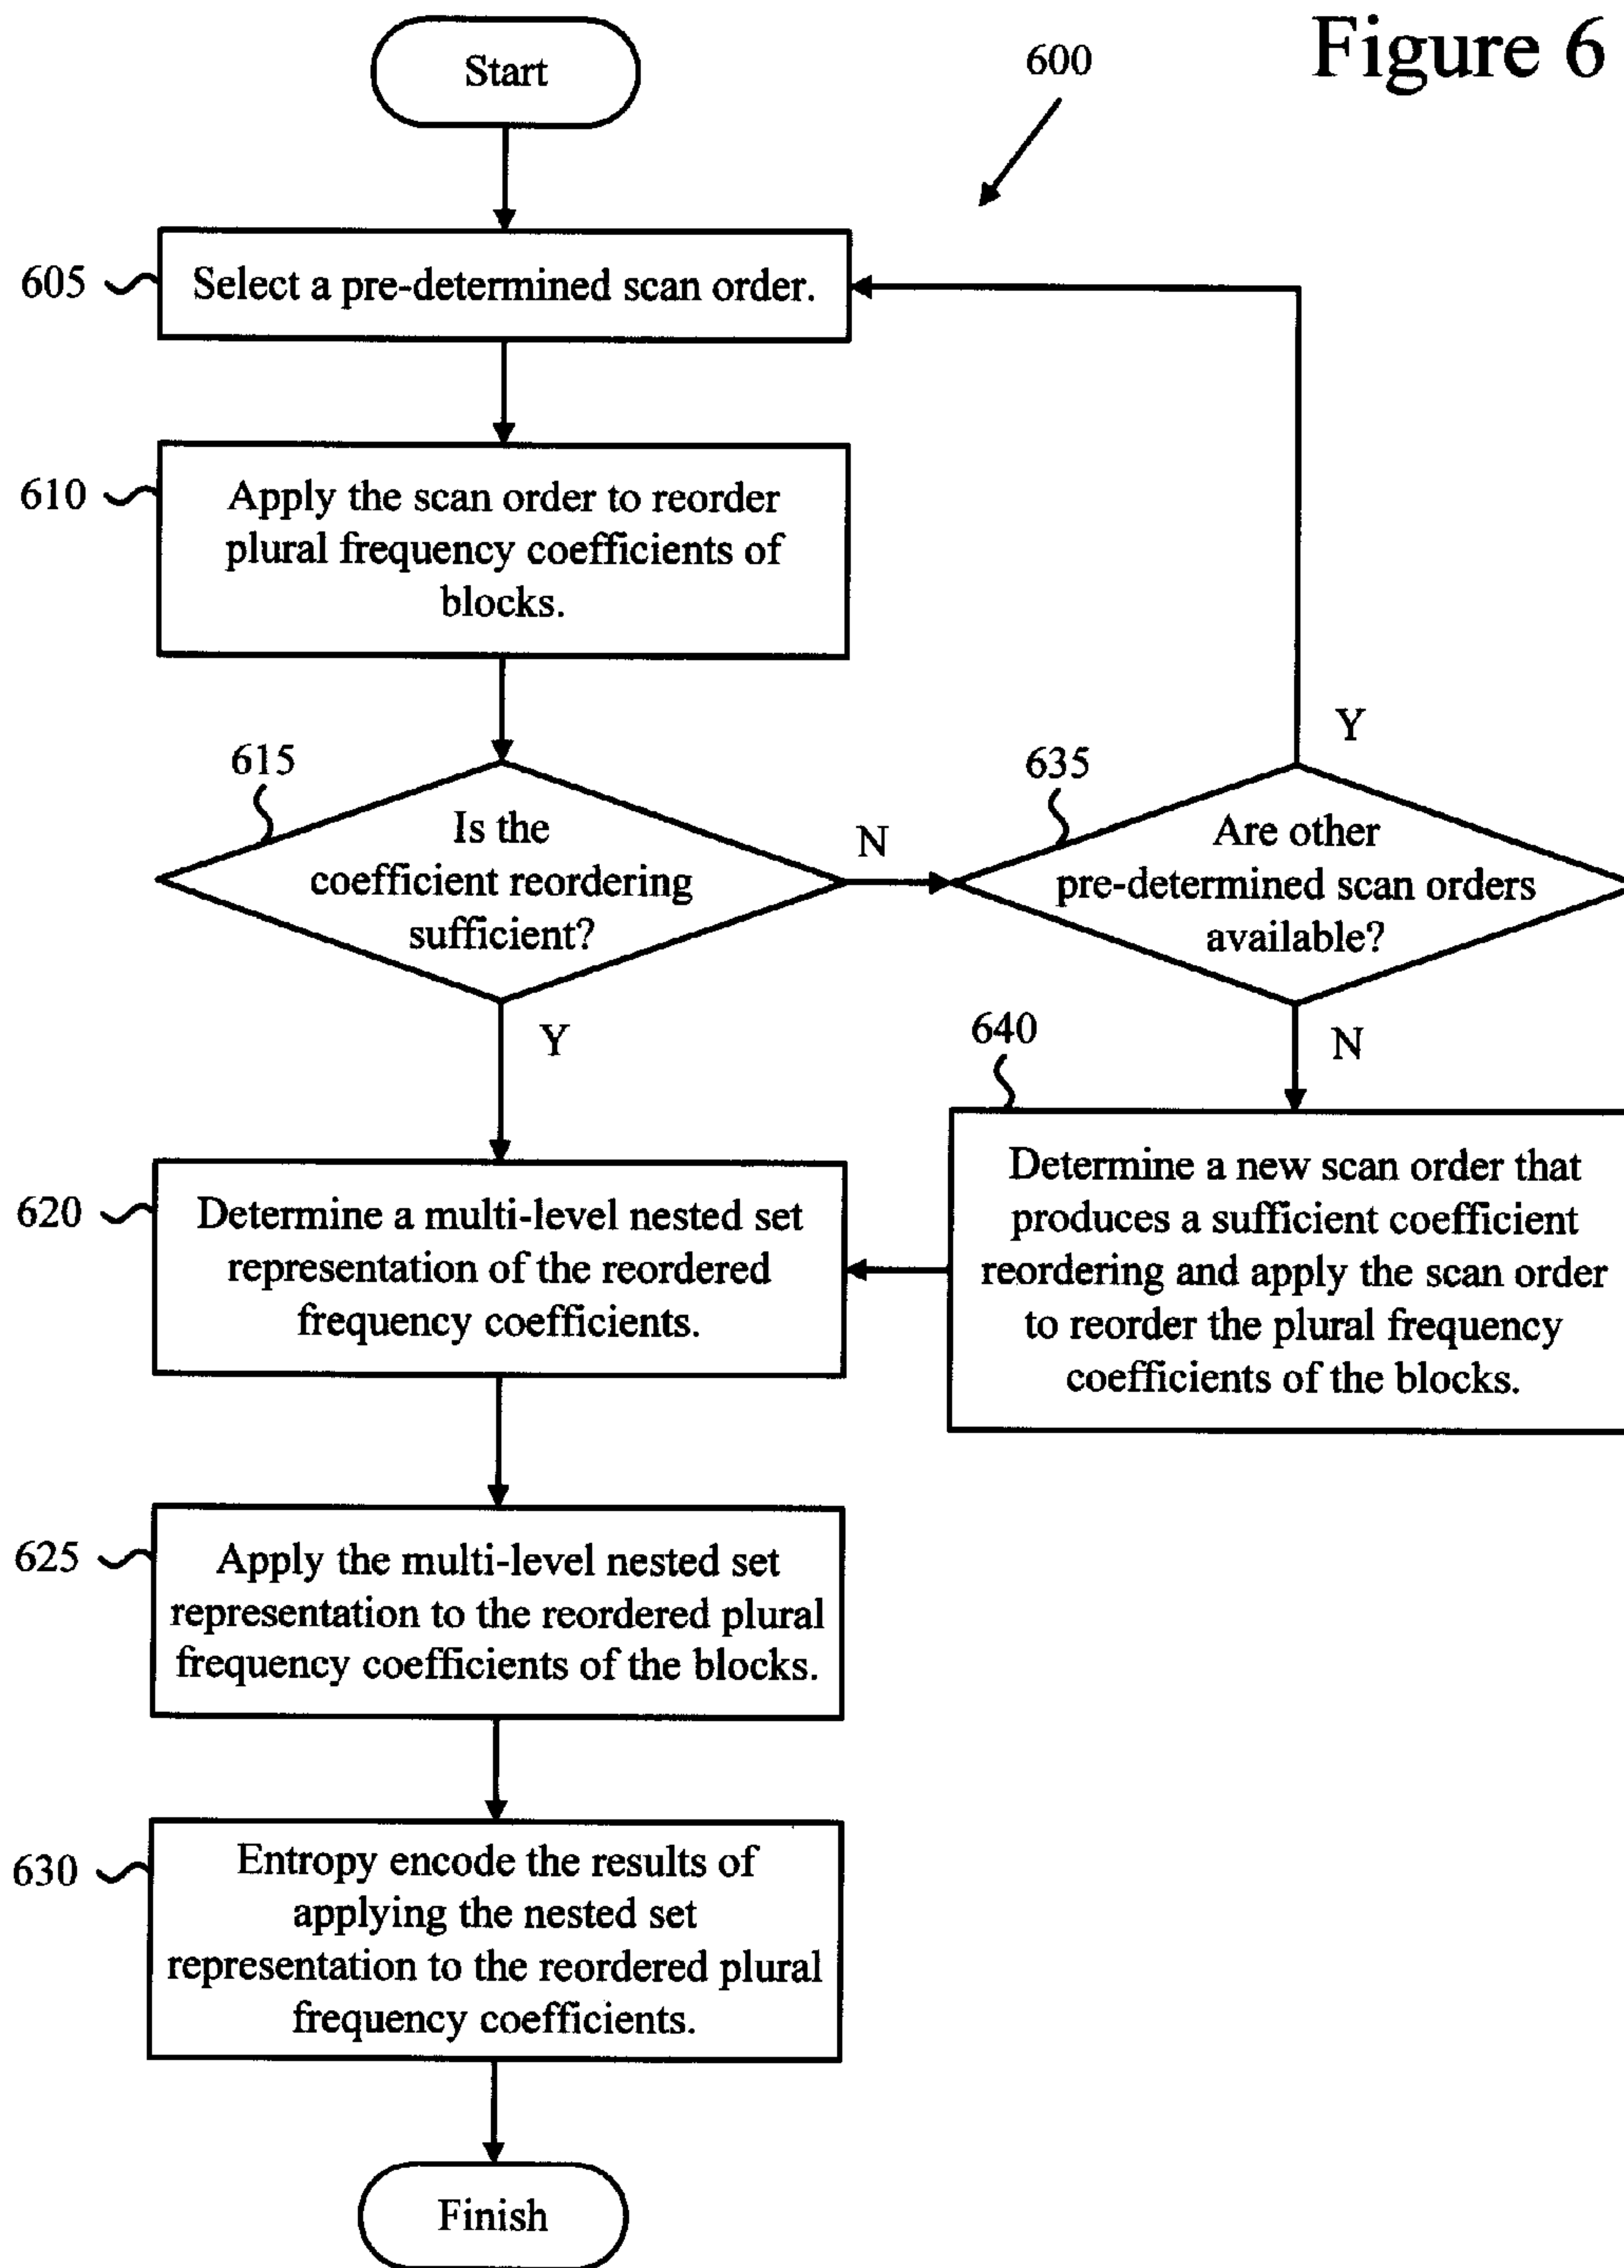 Figure 6
600
Start
605
Select a pre-determined scan order.
610
Apply the scan order to reorder
plural frequency coefficients of
blocks.
615
Is the
coefficient reordering
sufficient?
N
Y
635
Are other
pre-determined scan orders
available?
Y
N
640
Determine a new scan order that
produces a sufficient coefficient
reordering and apply the scan order
to reorder the plural frequency
coefficients of the blocks.
620
Determine a multi-level nested set
representation of the reordered
frequency coefficients.
625
Apply the multi-level nested set
representation to the reordered plural
frequency coefficients of the blocks.
630
Entropy encode the results of
applying the nested set
representation to the reordered plural
frequency coefficients.
Finish